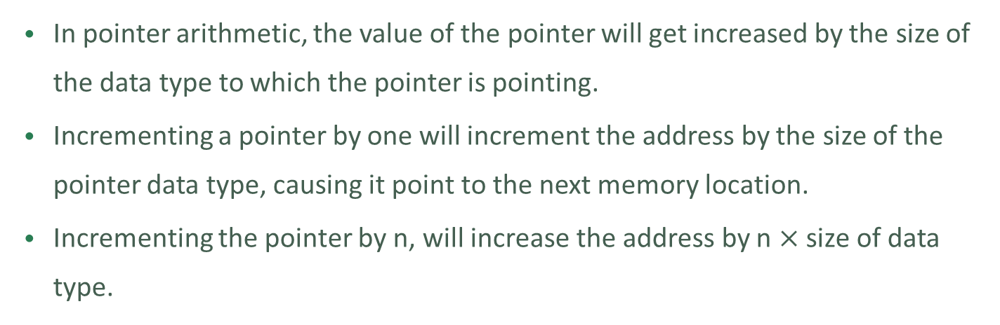 • In pointer arithmetic, the value of the pointer will get increased by the size of
the data type to which the pointer is pointing.
• Incrementing a pointer by one will increment the address by the size of the
pointer data type, causing it point to the next memory location.
• Incrementing the pointer by n, will increase the address by n × size of data
type.